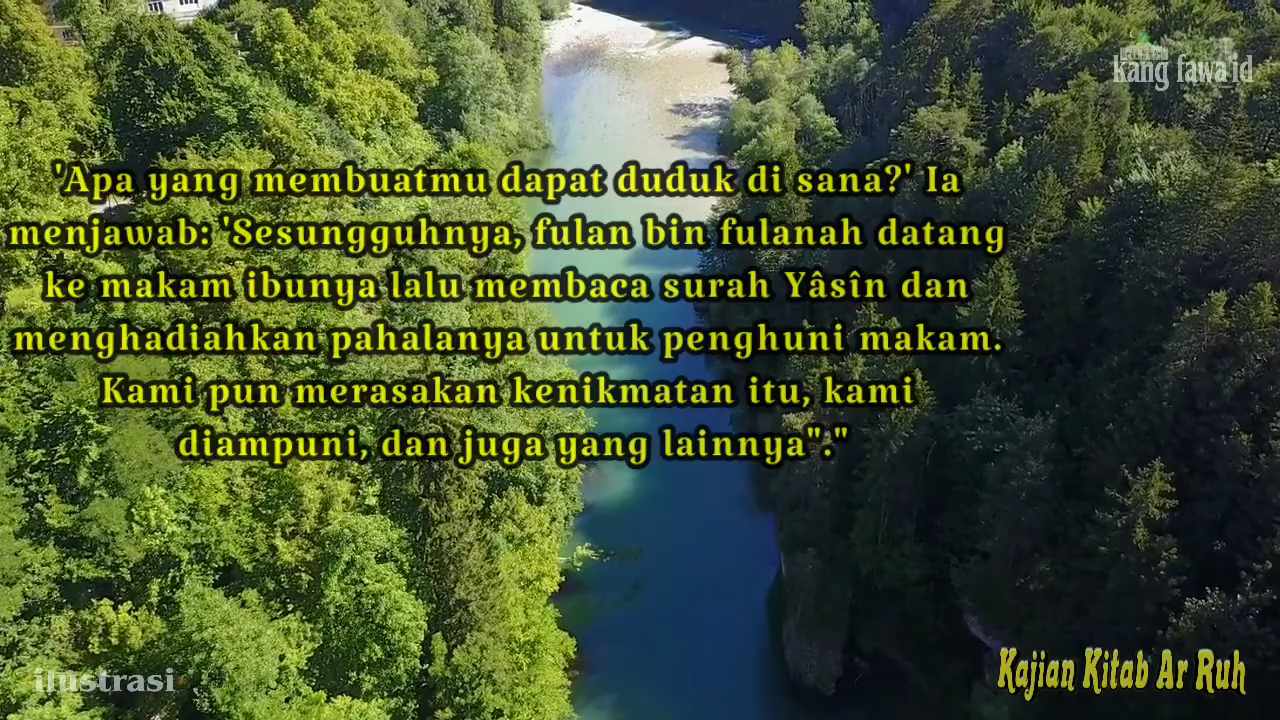 kang fawa id
'Apa yang membuatmu dapat duduk di sana?' Ia
menjawab: 'Sesungguhnya, fulan bin fulanah datang
ke makam ibunya lalu membaca surah Yâsîn dan
menghadiahkan pahalanya untuk penghuni makam.
Kami pun merasakan kenikmatan itu, kami
diampuni, dan juga yang lainnya"."
ilustrasi
Kajian Kitab Ar Ruh